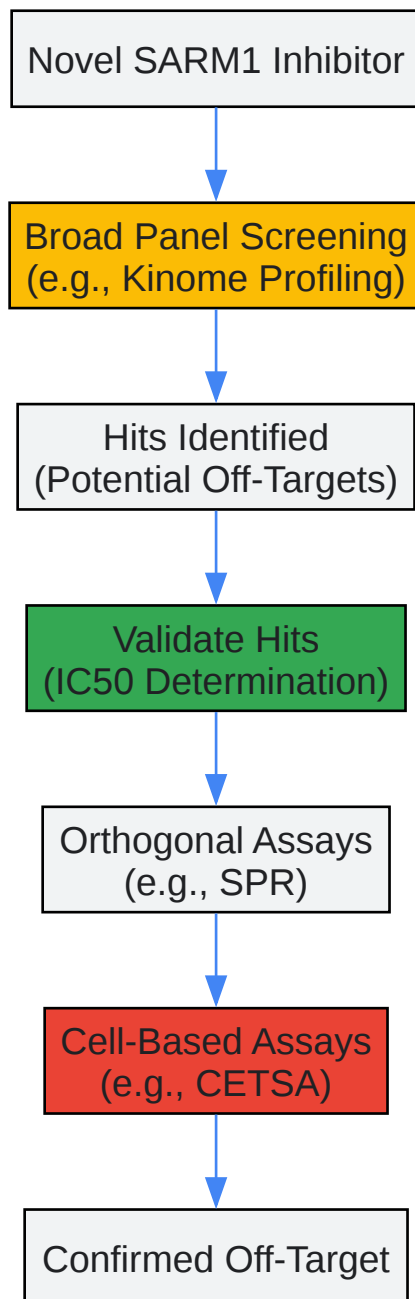 Novel SARM1 Inhibitor
Broad Panel Screening
(e.g., Kinome Profiling)
Hits Identified
(Potential Off-Targets)
Validate Hits
(IC50 Determination)
Orthogonal Assays
(e.g., SPR)
Cell-Based Assays
(e.g., CETSA)
Confirmed Off-Target